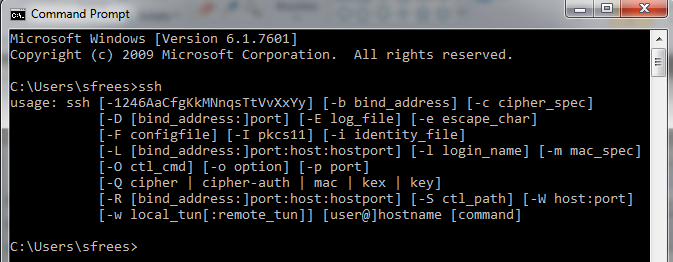 Command Prompt
Microsoft Windows [Version 6.1.7601]
Copyright (c) 2009 Microsoft Corporation.  All rights reserved.
C:\Users\sfrees>ssh
usage: ssh [-1246AaCfgKkMNnqsTtVvXxYy] [-b bind_address] [-c cipher_spec]
           [-D [bind_address:]port] [-E log_file] [-e escape_char]
           [-F configfile] [-I pkcs11] [-i identity_file]
           [-L [bind_address:]port:host:hostport] [-l login_name] [-m mac_spec]
           [-O ctl_cmd] [-o option] [-p port]
           [-Q cipher | cipher-auth | mac | kex | key]
           [-R [bind_address:]port:host:hostport] [-S ctl_path] [-W host:port]
           [-w local_tun[:remote_tun]] [user@]hostname [command]
C:\Users\sfrees>